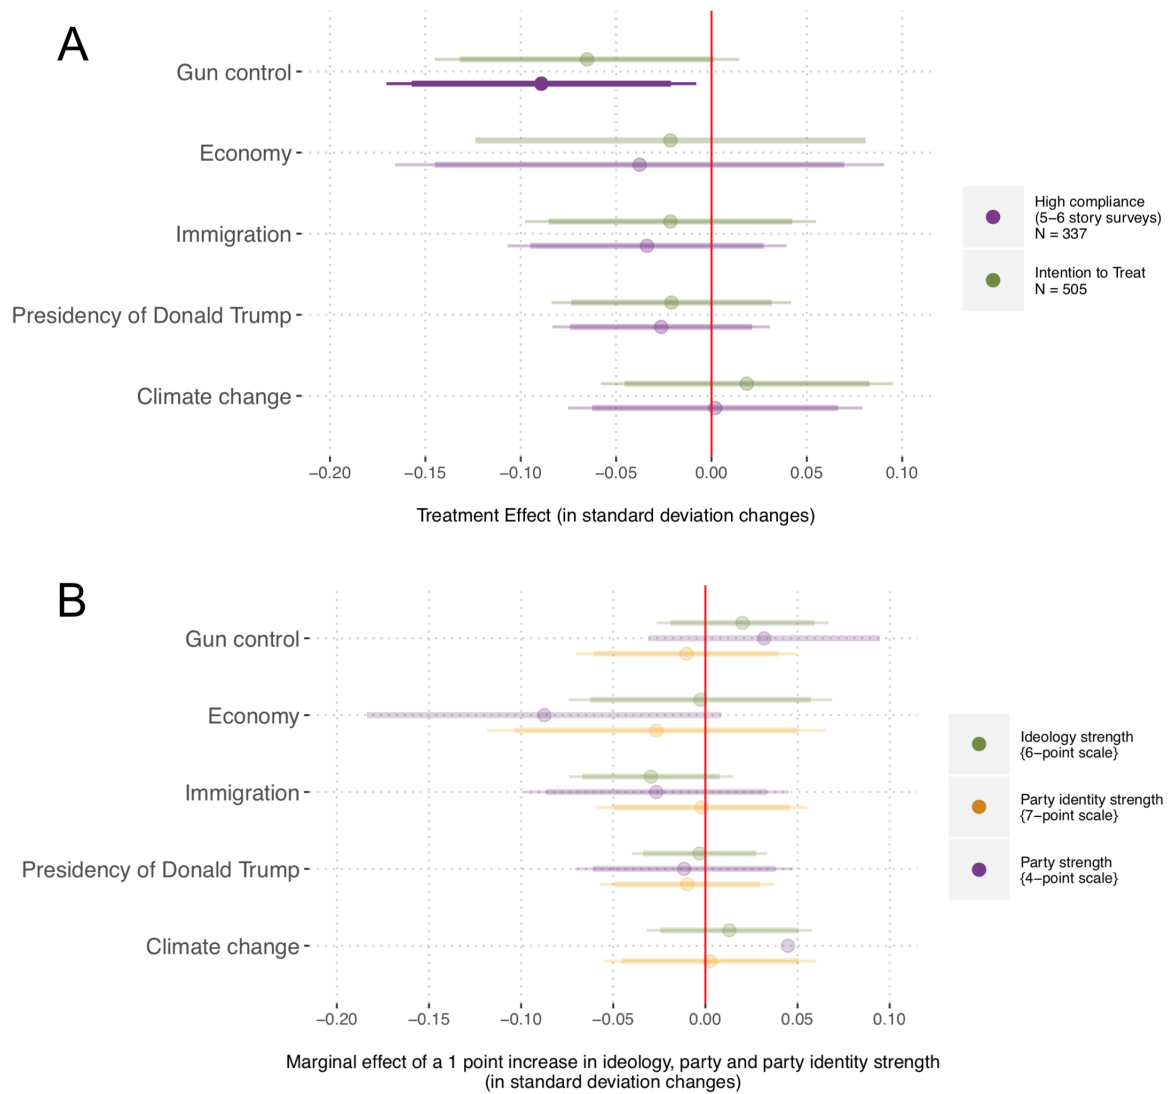 A
Gun control
Economy
Immigration
Presidency of Donald Trump
Climate change
−0.20 −0.15 −0.10 −0.05 0.00 0.05 0.10
Treatment Effect (in standard deviation changes)
High compliance
(5−6 story surveys)
N = 337
Intention to Treat
N = 505
B
Gun control
Economy
Immigration
Presidency of Donald Trump
Climate change
−0.20 −0.15 −0.10 −0.05 0.00 0.05 0.10
Marginal effect of a 1 point increase in ideology, party and party identity strength
(in standard deviation changes)
Ideology strength
{6−point scale}
Party identity strength
{7−point scale}
Party strength
{4−point scale}